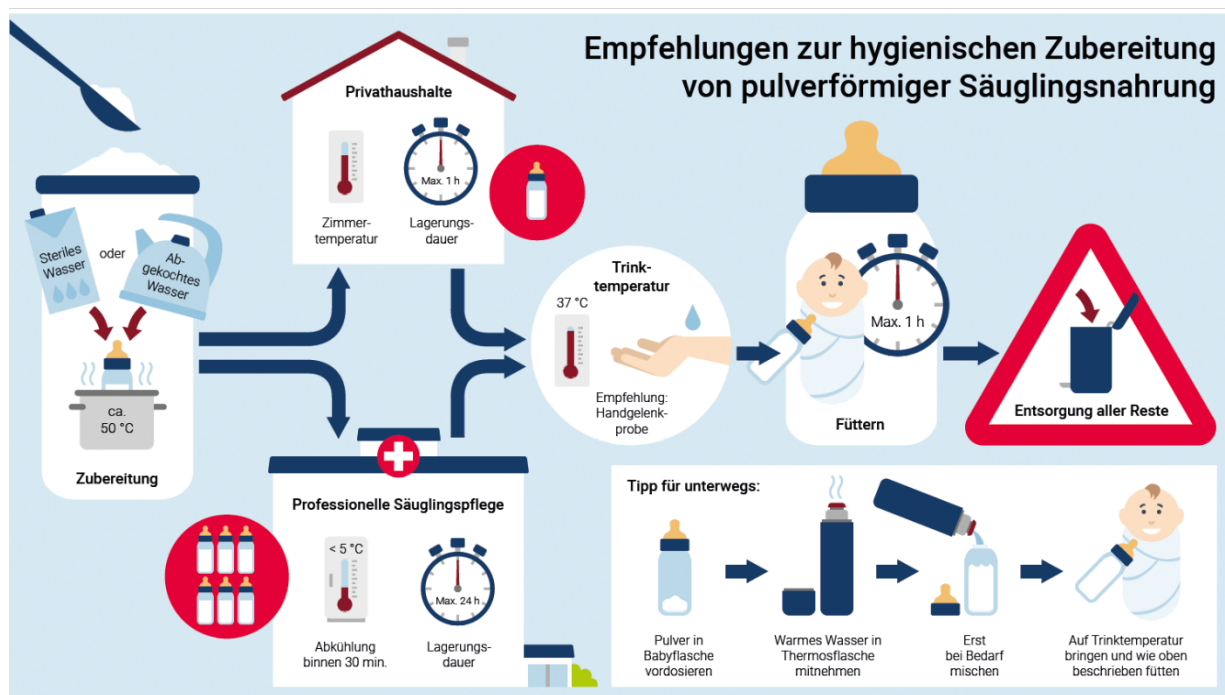 Empfehlungen zur hygienischen Zubereitung
von pulverförmiger Säuglingsnahrung
Steriles
Wasser
oder
Ab-
gekochtes
Wasser
ca.
50 °C
Zubereitung
Privathaushalte
Max. 1 h
Zimmer-
temperatur
Lagerungs-
dauer
Professionelle Säuglingspflege
< 5 °C
Max. 24 h
Abkühlung
binnen 30 min.
Lagerungs-
dauer
Trink-
temperatur
37 °C
Empfehlung:
Handgelenk-
probe
Max. 1 h
Füttern
Entsorgung aller Reste
Tipp für unterwegs:
Pulver in
Babyflasche
vordosieren
Warmes Wasser in
Thermosflasche
mitnehmen
Erst
bei Bedarf
mischen
Auf Trinktemperatur
bringen und wie oben
beschrieben fütten